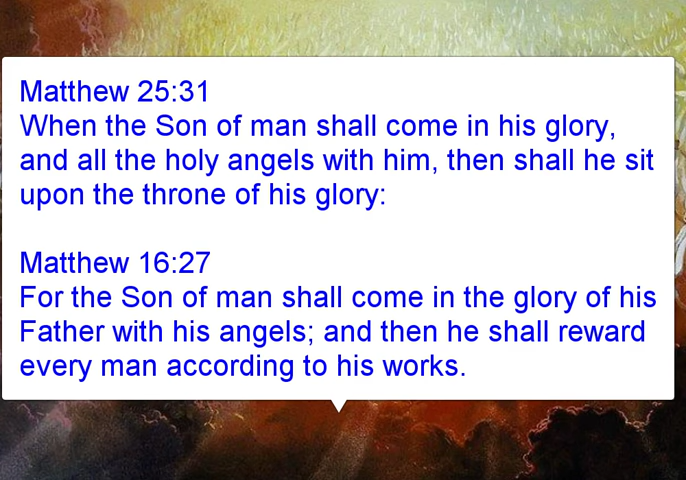 Matthew 25:31
When the Son of man shall come in his glory,
and all the holy angels with him, then shall he sit
upon the throne of his glory:
Matthew 16:27
For the Son of man shall come in the glory of his
Father with his angels; and then he shall reward
every man according to his works.